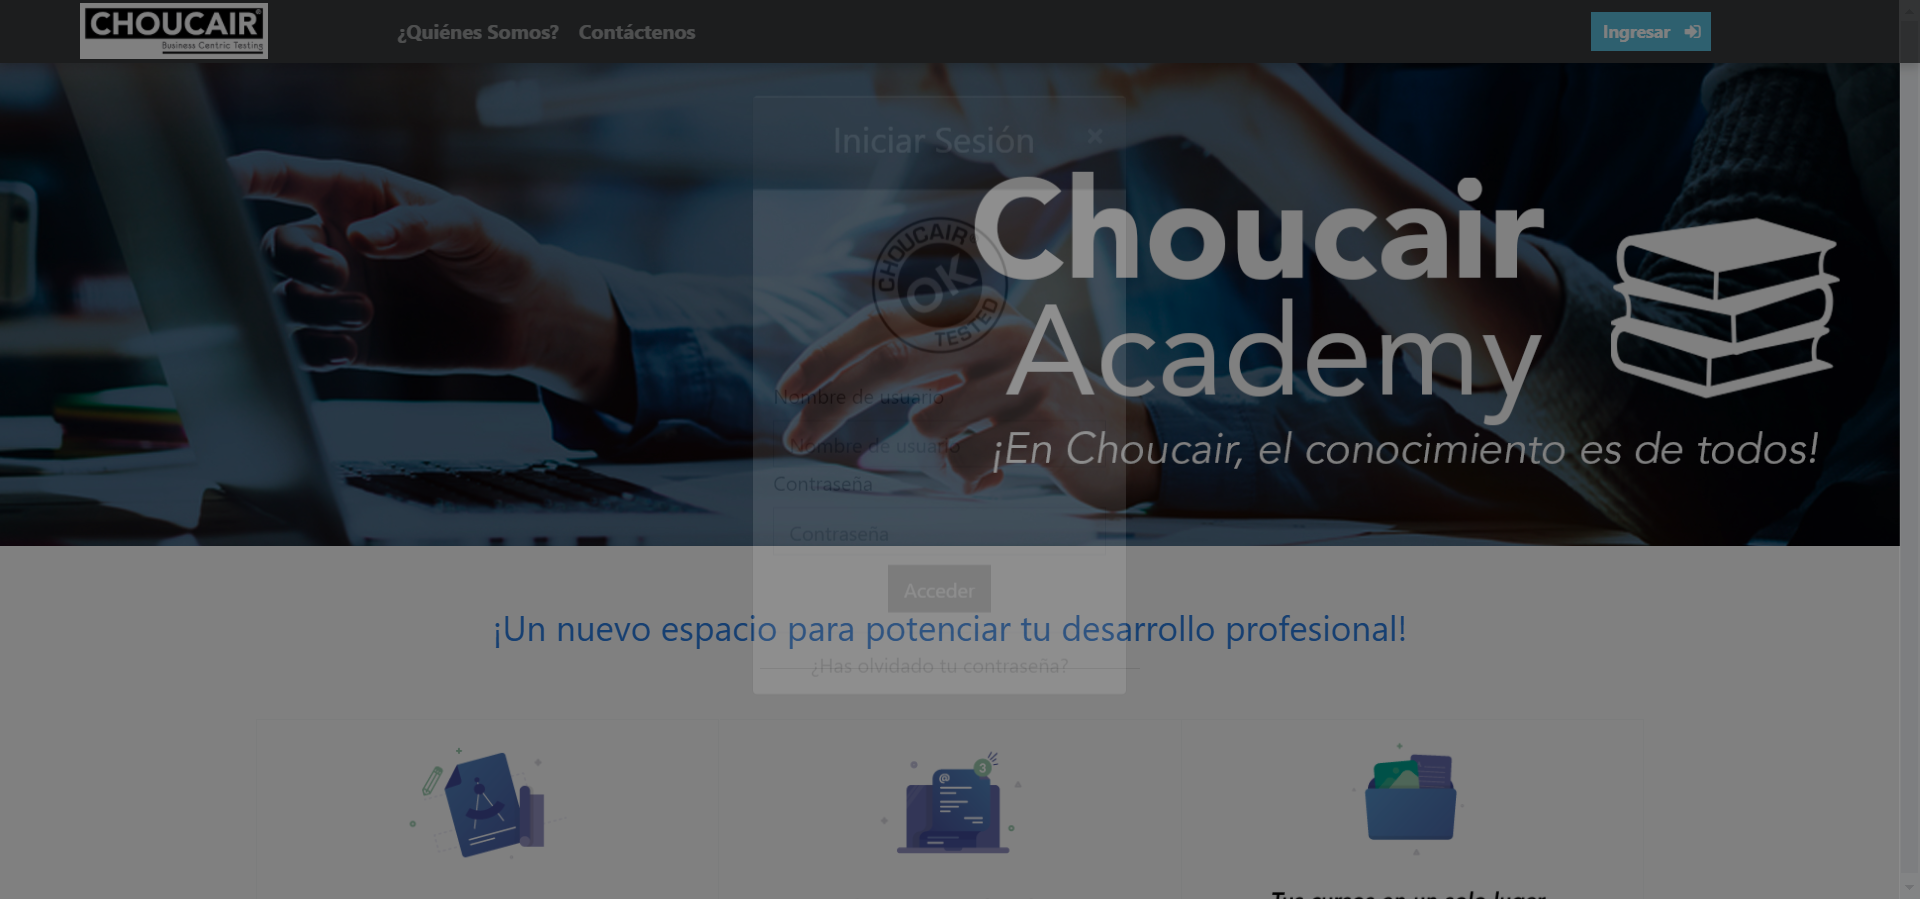 CHOUCAIR®
Business Centric Testing
¿Quiénes Somos?
Contáctenos
Ingresar
Iniciar Sesión
×
CHOUCAIR
OK
TESTED
Choucair
Academy
¡En Choucair, el conocimiento es de todos!
Nombre de usuario
Nombre de usuario
Contraseña
Contraseña
Acceder
¡Un nuevo espacio para potenciar tu desarrollo profesional!
¿Has olvidado tu contraseña?
@
3
Tus cursos en un solo lugar